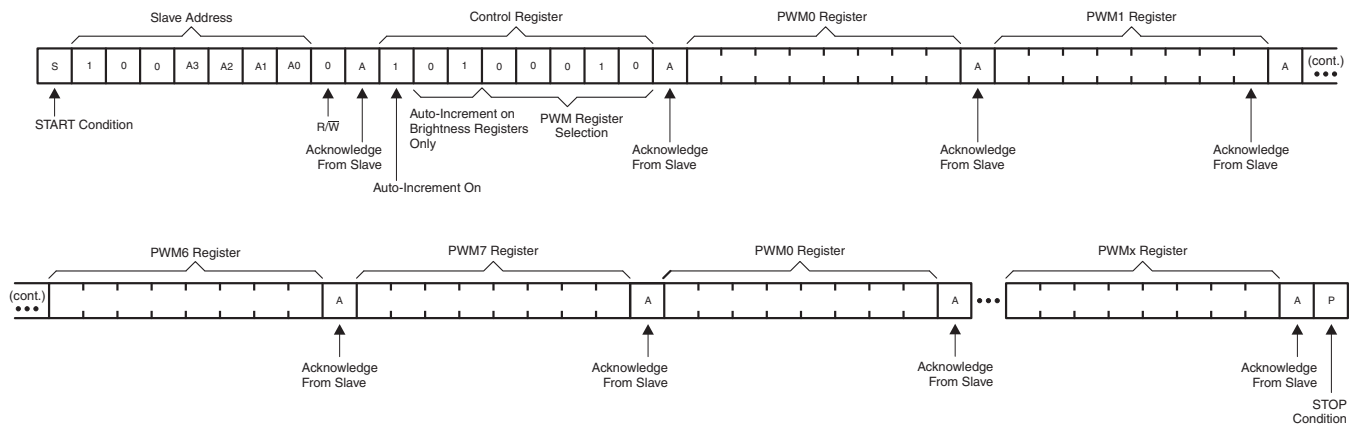 Slave Address
Control Register
PWM0 Register
PWM1 Register
S 1 0 0 A3 A2 A1 A0 0 A 1 0 1 0 0 0 1 0 A A A (cont.)
START Condition
R/W̅
Acknowledge
From Slave
Auto-Increment On
Auto-Increment on
Brightness Registers
Only
PWM Register
Selection
Acknowledge
From Slave
Acknowledge
From Slave
Acknowledge
From Slave
PWM6 Register
PWM7 Register
PWM0 Register
PWMx Register
(cont.) A A A A P
Acknowledge
From Slave
Acknowledge
From Slave
Acknowledge
From Slave
Acknowledge
From Slave
STOP
Condition